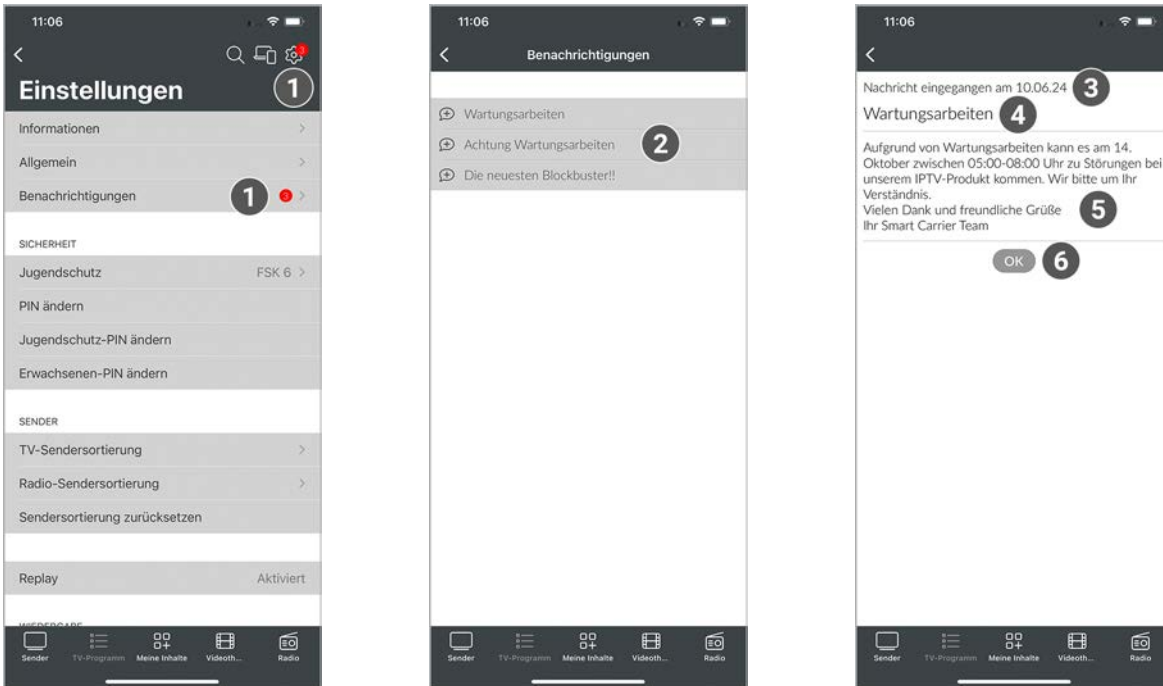 11:06
3
Einstellungen
1
Informationen
Allgemein
Benachrichtigungen
1
3
SICHERHEIT
Jugendschutz
FSK 6
PIN ändern
Jugendschutz-PIN ändern
Erwachsenen-PIN ändern
SENDER
TV-Sendersortierung
Radio-Sendersortierung
Sendersortierung zurücksetzen
Replay
Aktiviert
WIEDERGABE
Sender
TV-Programm
Meine Inhalte
Videoth...
Radio
11:06
Benachrichtigungen
Wartungsarbeiten
Achtung Wartungsarbeiten
2
Die neuesten Blockbuster!!
Sender
TV-Programm
Meine Inhalte
Videoth...
Radio
11:06
Nachricht eingegangen am 10.06.24
3
Wartungsarbeiten
4
Aufgrund von Wartungsarbeiten kann es am 14.
Oktober zwischen 05:00-08:00 Uhr zu Störungen bei
unserem IPTV-Produkt kommen. Wir bitte um Ihr
Verständnis.
Vielen Dank und freundliche Grüße
5
Ihr Smart Carrier Team
OK
6
Sender
TV-Programm
Meine Inhalte
Videoth...
Radio